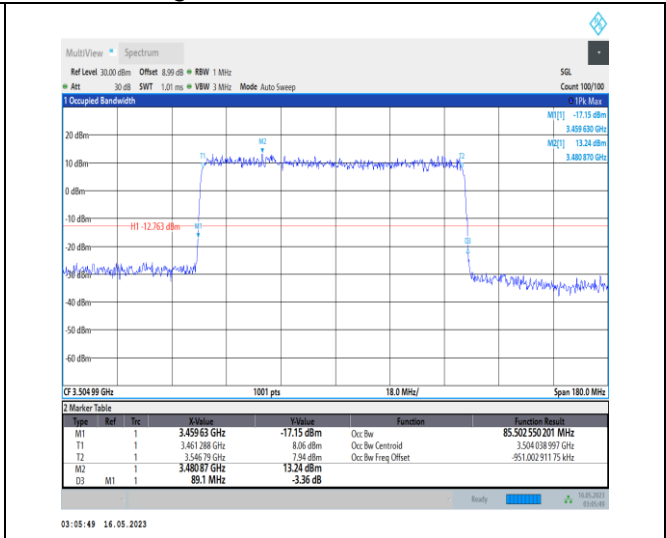 MultiView Spectrum
Ref Level 30.00 dBm Offset 8.99 dB RBW 1 MHz SGL
Att 30 dB SWT 1.01 ms VBW 3 MHz Mode Auto Sweep Count 100/100
1 Occupied Bandwidth 1Pk Max
M1[1] -17.15 dBm
3.459 630 GHz
M2[1] 13.24 dBm
3.480 870 GHz
20 dBm
M2
T1 T2
10 dBm
0 dBm
-10 dBm
H1 -12.763 dBm M1
-20 dBm
D3
-30 dBm
-40 dBm
-50 dBm
-60 dBm
CF 3.504 99 GHz 1001 pts 18.0 MHz/ Span 180.0 MHz
2 Marker Table
Type Ref Trc X-Value Y-Value Function Function Result
M1 1 3.459 63 GHz -17.15 dBm Occ Bw 85.502 550 201 MHz
T1 1 3.461 288 GHz 8.06 dBm Occ Bw Centroid 3.504 038 997 GHz
T2 1 3.546 79 GHz 7.94 dBm Occ Bw Freq Offset -951.002 911 75 kHz
M2 1 3.480 87 GHz 13.24 dBm
D3 M1 1 89.1 MHz -3.36 dB
Ready 16.05.2023
03:05:49
03:05:49 16.05.2023